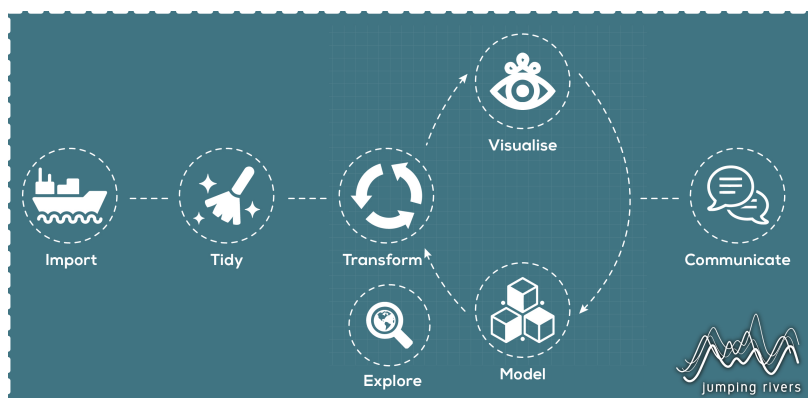 Visualise
Import
Tidy
Transform
Communicate
Explore
Model
jumping rivers